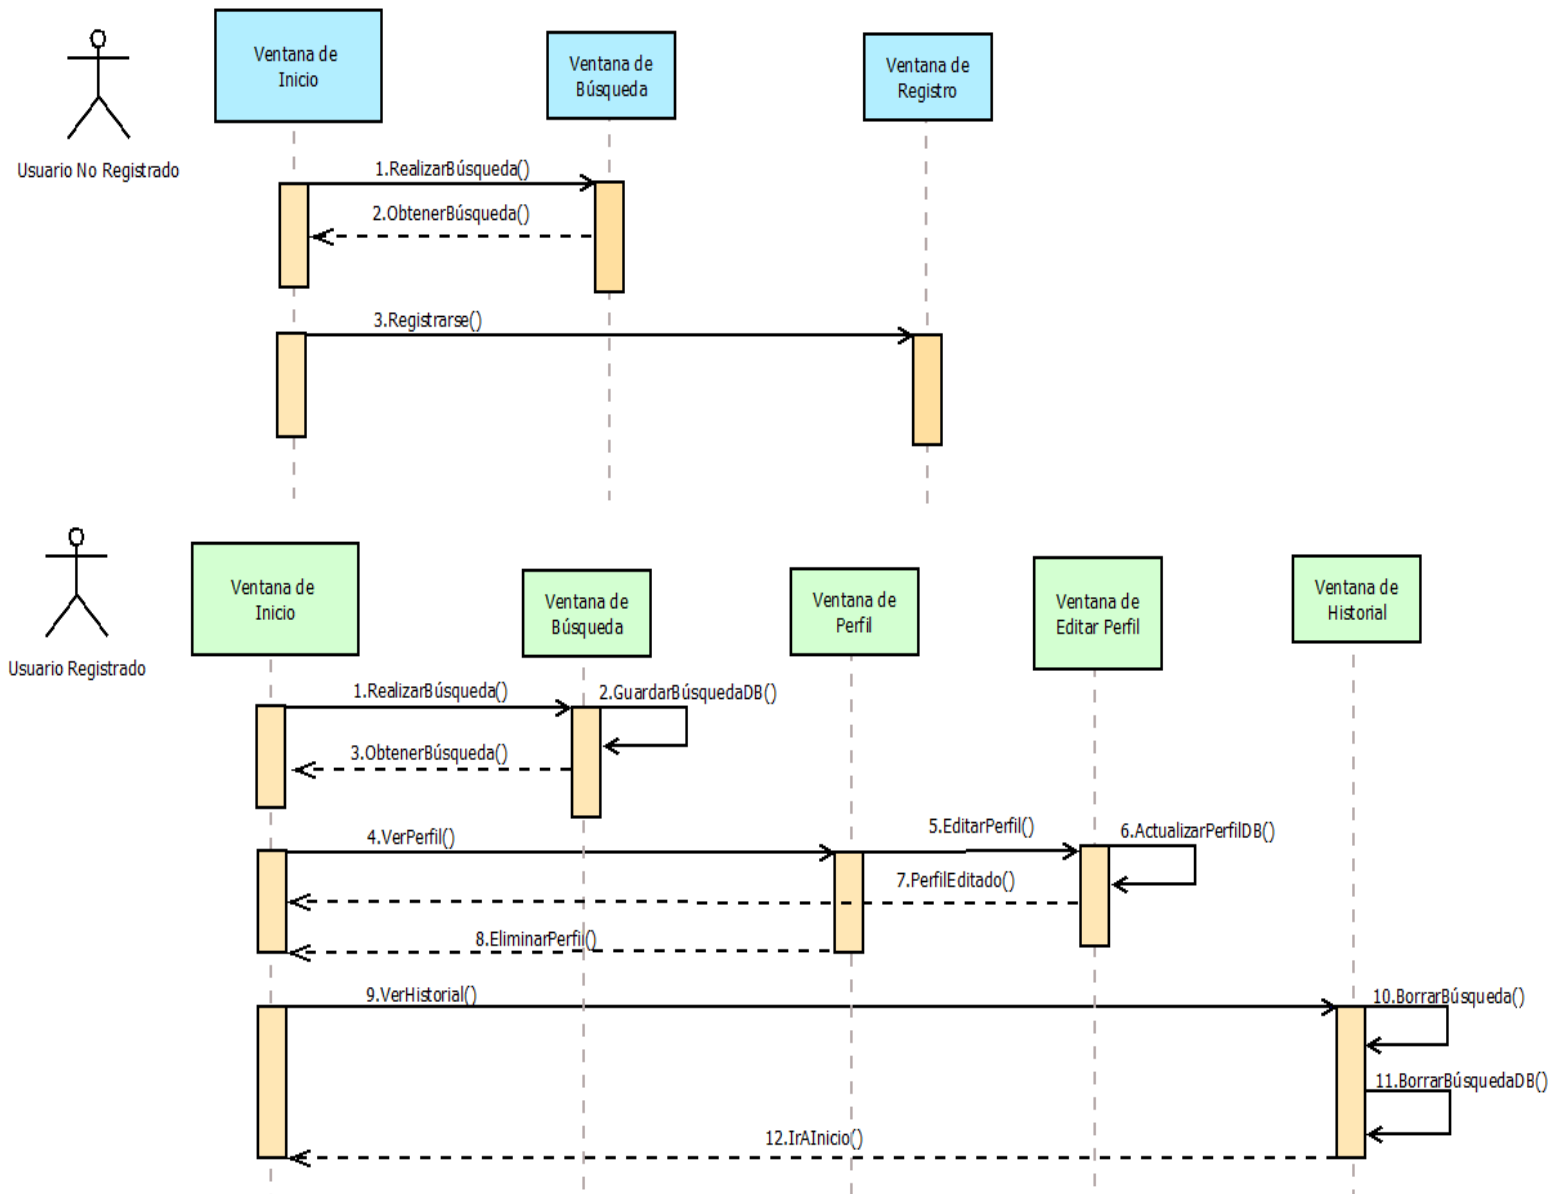 Usuario No Registrado
Ventana de
Inicio
Ventana de
Búsqueda
Ventana de
Registro
1.RealizarBúsqueda()
2.ObtenerBúsqueda()
3.Registrarse()
Usuario Registrado
Ventana de
Inicio
Ventana de
Búsqueda
Ventana de
Perfil
Ventana de
Editar Perfil
Ventana de
Historial
1.RealizarBúsqueda()
2.GuardarBúsquedaDB()
3.ObtenerBúsqueda()
4.VerPerfil()
5.EditarPerfil()
6.ActualizarPerfilDB()
7.PerfilEditado()
8.EliminarPerfil()
9.VerHistorial()
10.BorrarBúsqueda()
11.BorrarBúsquedaDB()
12.IrAInicio()